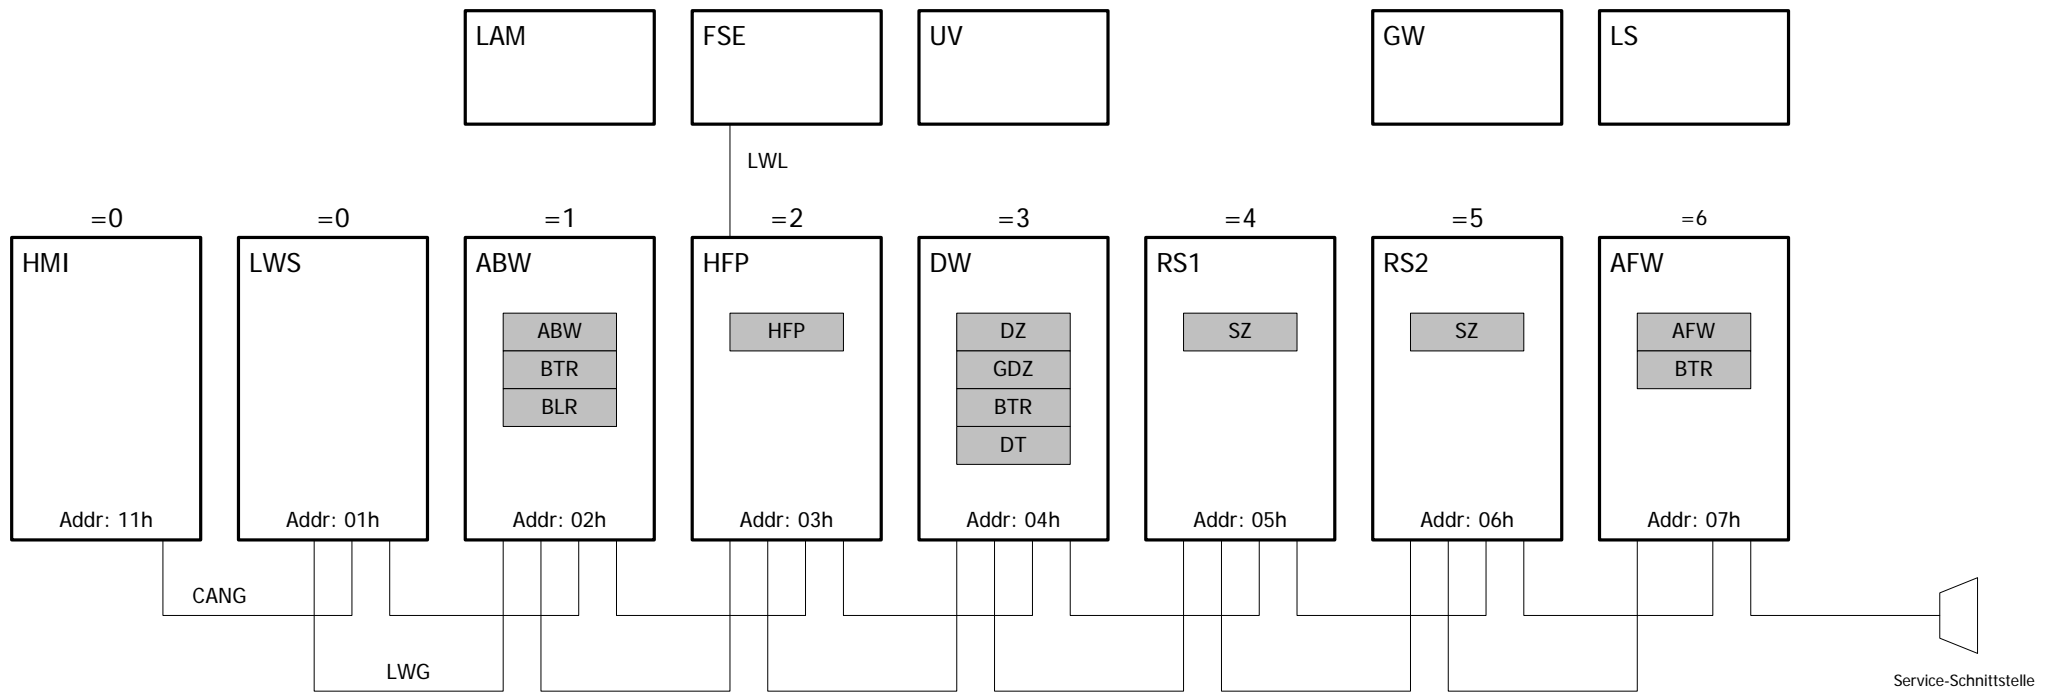 LAM FSE UV GW LS
LWL
=0 =0 =1 =2 =3 =4 =5 =6
HMI LWS ABW HFP DW RS1 RS2 AFW
ABW HFP DZ SZ SZ AFW
BTR GDZ BTR
BLR BTR
DT
Addr: 11h Addr: 01h Addr: 02h Addr: 03h Addr: 04h Addr: 05h Addr: 06h Addr: 07h
CANG
LWG
Service-Schnittstelle